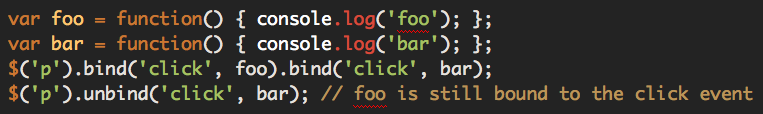 var foo = function() { console.log('foo'); };
var bar = function() { console.log('bar'); };
$('p').bind('click', foo).bind('click', bar);
$('p').unbind('click', bar); // foo is still bound to the click event